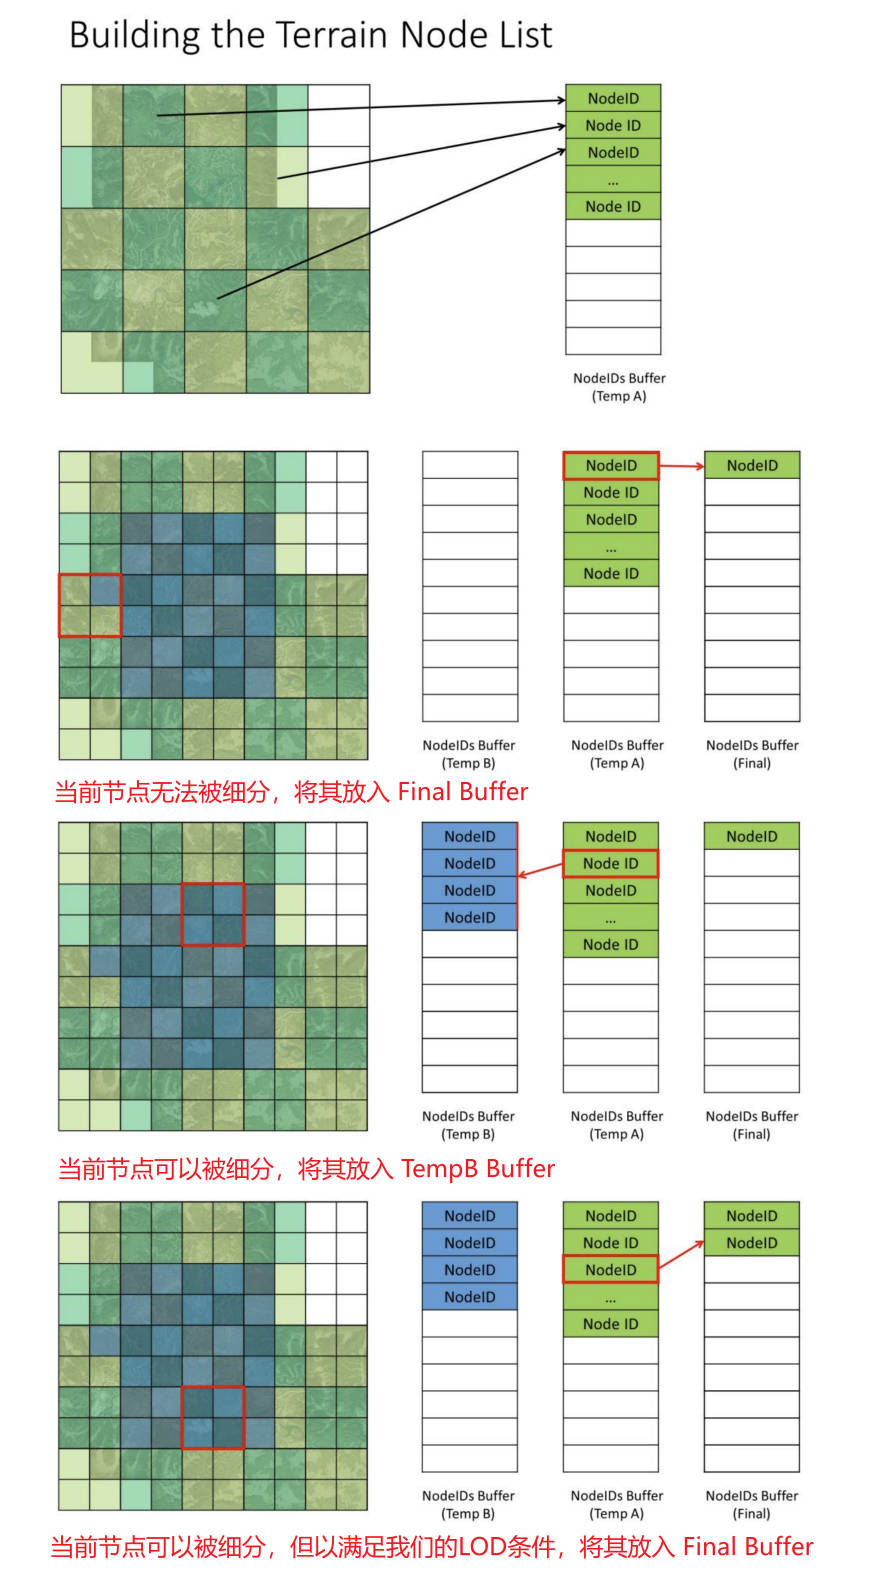 Building the Terrain Node List
NodeID
Node ID
NodeID
...
Node ID
NodeIDs Buffer
(Temp A)
NodeID
Node ID
NodeID
...
Node ID
NodeID
NodeIDs Buffer
(Temp B)
NodeIDs Buffer
(Temp A)
NodeIDs Buffer
(Final)
当前节点无法被细分，将其放入 Final Buffer
NodeID
NodeID
NodeID
NodeID
NodeID
Node ID
NodeID
...
Node ID
NodeID
NodeIDs Buffer
(Temp B)
NodeIDs Buffer
(Temp A)
NodeIDs Buffer
(Final)
当前节点可以被细分，将其放入 TempB Buffer
NodeID
NodeID
NodeID
NodeID
NodeID
Node ID
NodeID
...
Node ID
NodeID
NodeID
NodeIDs Buffer
(Temp B)
NodeIDs Buffer
(Temp A)
NodeIDs Buffer
(Final)
当前节点可以被细分，但以满足我们的LOD条件，将其放入 Final Buffer